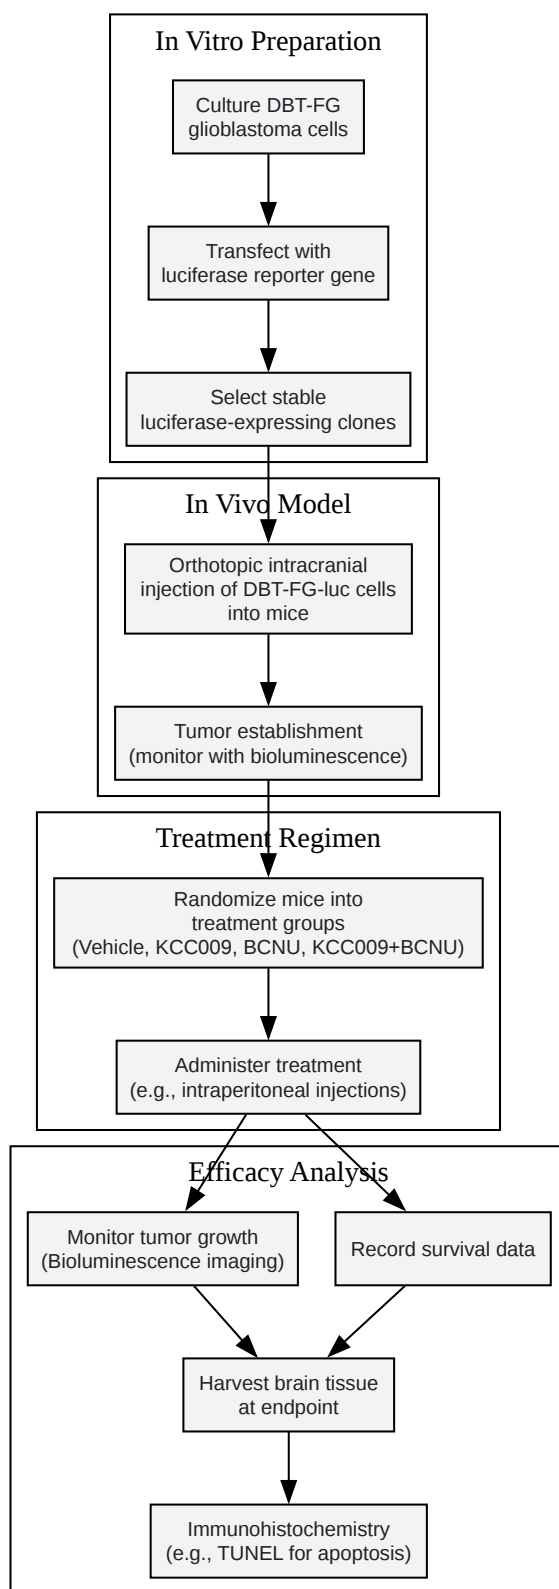 In Vitro Preparation
Culture DBT-FG
glioblastoma cells
Transfect with
luciferase reporter gene
Select stable
luciferase-expressing clones
In Vivo Model
Orthotopic intracranial
injection of DBT-FG-luc cells
into mice
Tumor establishment
(monitor with bioluminescence)
Treatment Regimen
Randomize mice into
treatment groups
(Vehicle, KCC009, BCNU, KCC009+BCNU)
Administer treatment
(e.g., intraperitoneal injections)
Efficacy Analysis
Monitor tumor growth
(Bioluminescence imaging)
Record survival data
Harvest brain tissue
at endpoint
Immunohistochemistry
(e.g., TUNEL for apoptosis)